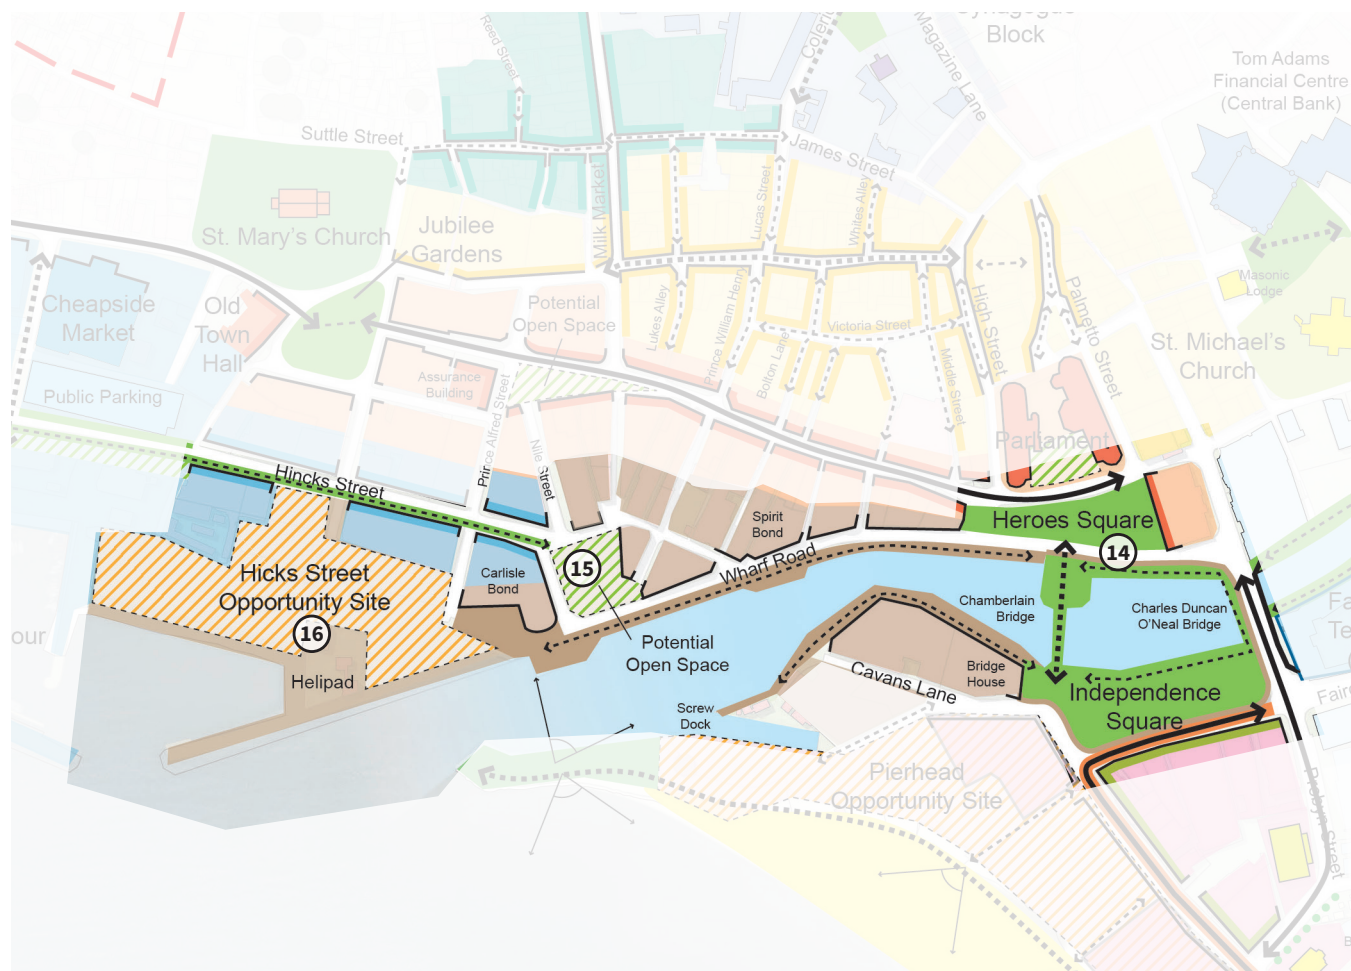 Synagogue
Block
Tom Adams
Financial Centre
(Central Bank)
Reed Street
Magazine Lane
Suttle Street
James Street
Milk Market
Lucas Street
Whites Alley
St. Mary's Church
Jubilee
Gardens
Masonic
Lodge
Cheapside
Market
Old
Town
Hall
Potential
Open Space
Lukes Alley
Prince William Henry
Bolton Lane
Victoria Street
Middle Street
High Street
Palmetto Street
St. Michael's
Church
Public Parking
Assurance
Building
Prince Alfred Street
Nile Street
Parliament
Hincks Street
Spirit
Bond
Wharf Road
Heroes Square
14
Hicks Street
Opportunity Site
16
Carlisle
Bond
15
Potential
Open Space
Chamberlain
Bridge
Charles Duncan
O'Neal Bridge
Helipad
Screw
Dock
Cavans Lane
Bridge
House
Independence
Square
Pierhead
Opportunity Site
Probyn Street